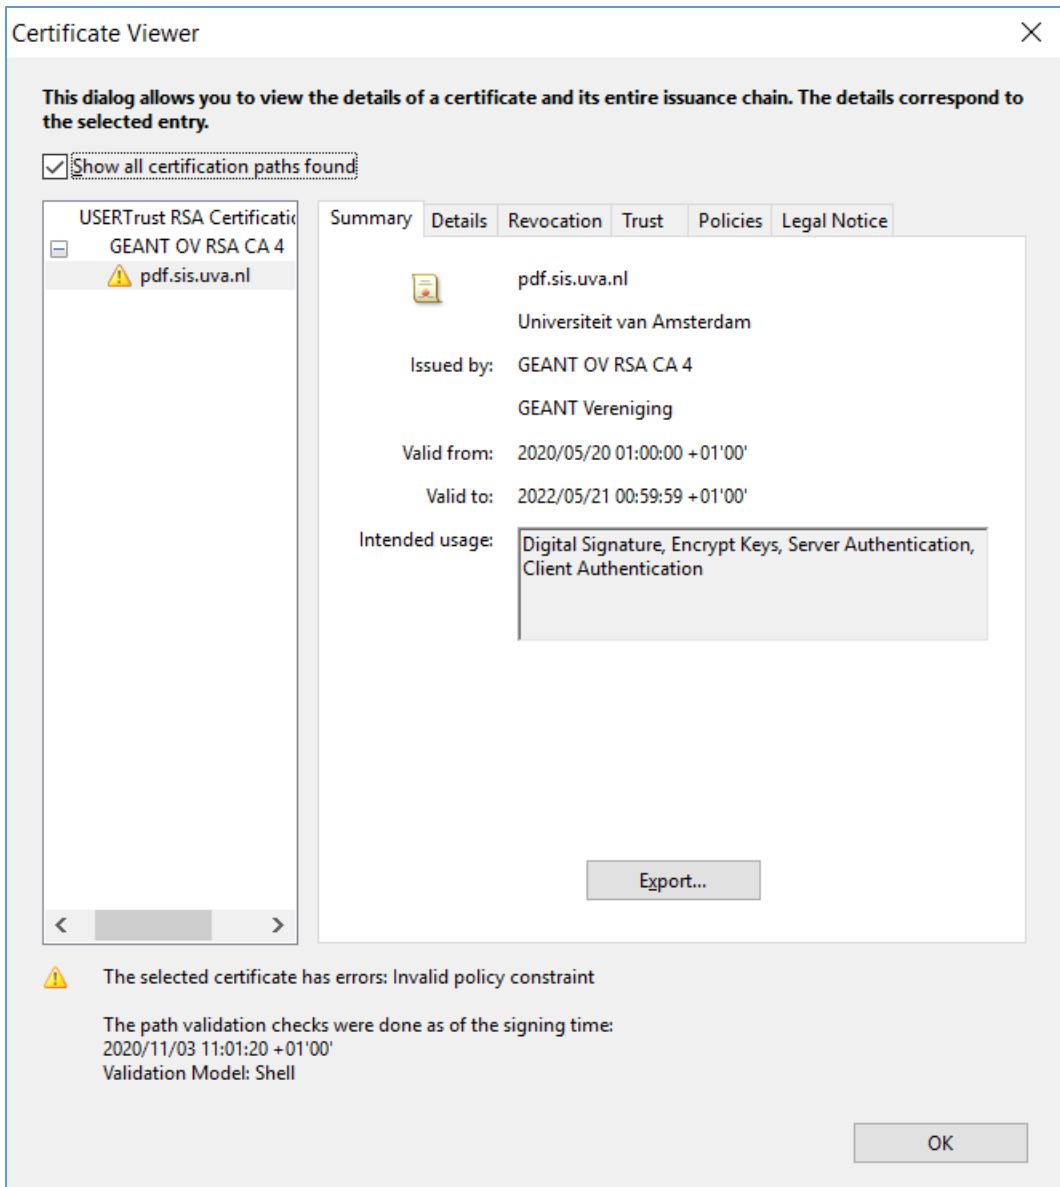 Certificate Viewer
This dialog allows you to view the details of a certificate and its entire issuance chain. The details correspond to
the selected entry.
Show all certification paths found
USERTrust RSA Certificatio
GEANT OV RSA CA 4
pdf.sis.uva.nl
Summary Details Revocation Trust Policies Legal Notice
pdf.sis.uva.nl
Universiteit van Amsterdam
Issued by: GEANT OV RSA CA 4
GEANT Vereniging
Valid from: 2020/05/20 01:00:00 +01'00'
Valid to: 2022/05/21 00:59:59 +01'00'
Intended usage: Digital Signature, Encrypt Keys, Server Authentication,
Client Authentication
Export...
The selected certificate has errors: Invalid policy constraint
The path validation checks were done as of the signing time:
2020/11/03 11:01:20 +01'00'
Validation Model: Shell
OK